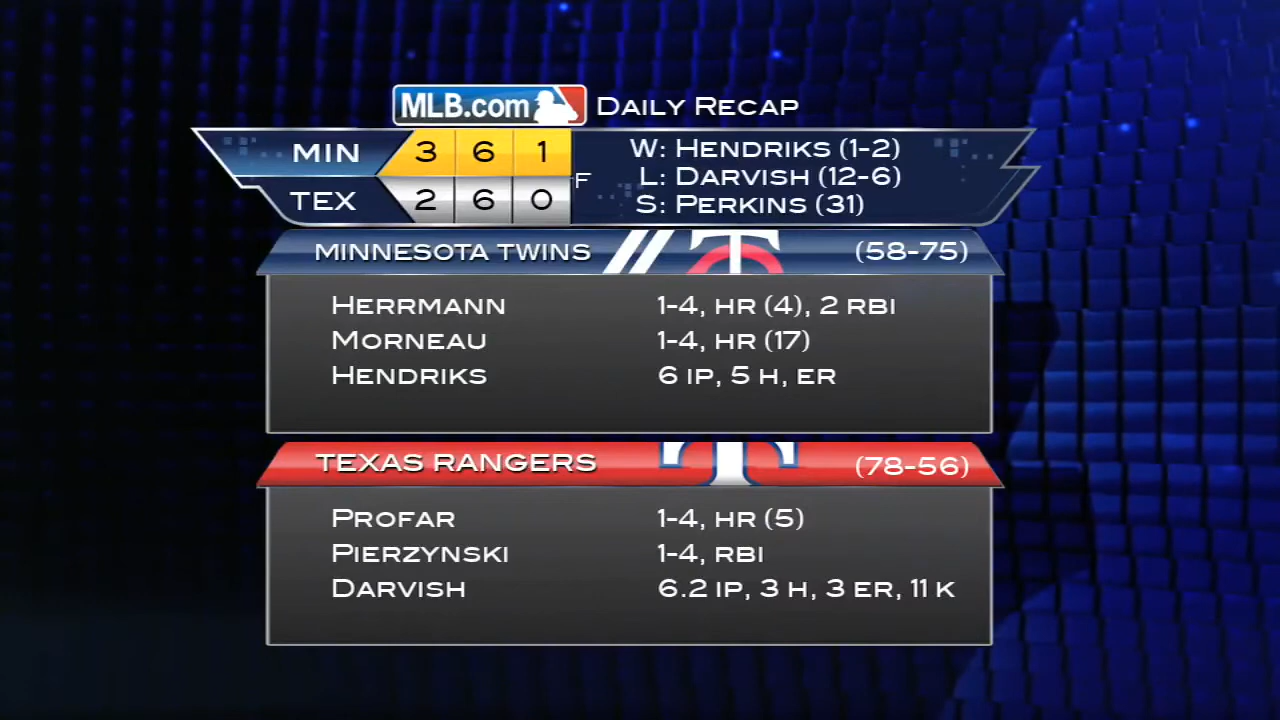 MLB.com DAILY RECAP
MIN 3 6 1
TEX 2 6 0
F
W: HENDRIKS (1-2)
L: DARVISH (12-6)
S: PERKINS (31)
MINNESOTA TWINS T (58-75)
HERRMANN 1-4, HR (4), 2 RBI
MORNEAU 1-4, HR (17)
HENDRIKS 6 IP, 5 H, ER
TEXAS RANGERS T (78-56)
PROFAR 1-4, HR (5)
PIERZYNSKI 1-4, RBI
DARVISH 6.2 IP, 3 H, 3 ER, 11 K